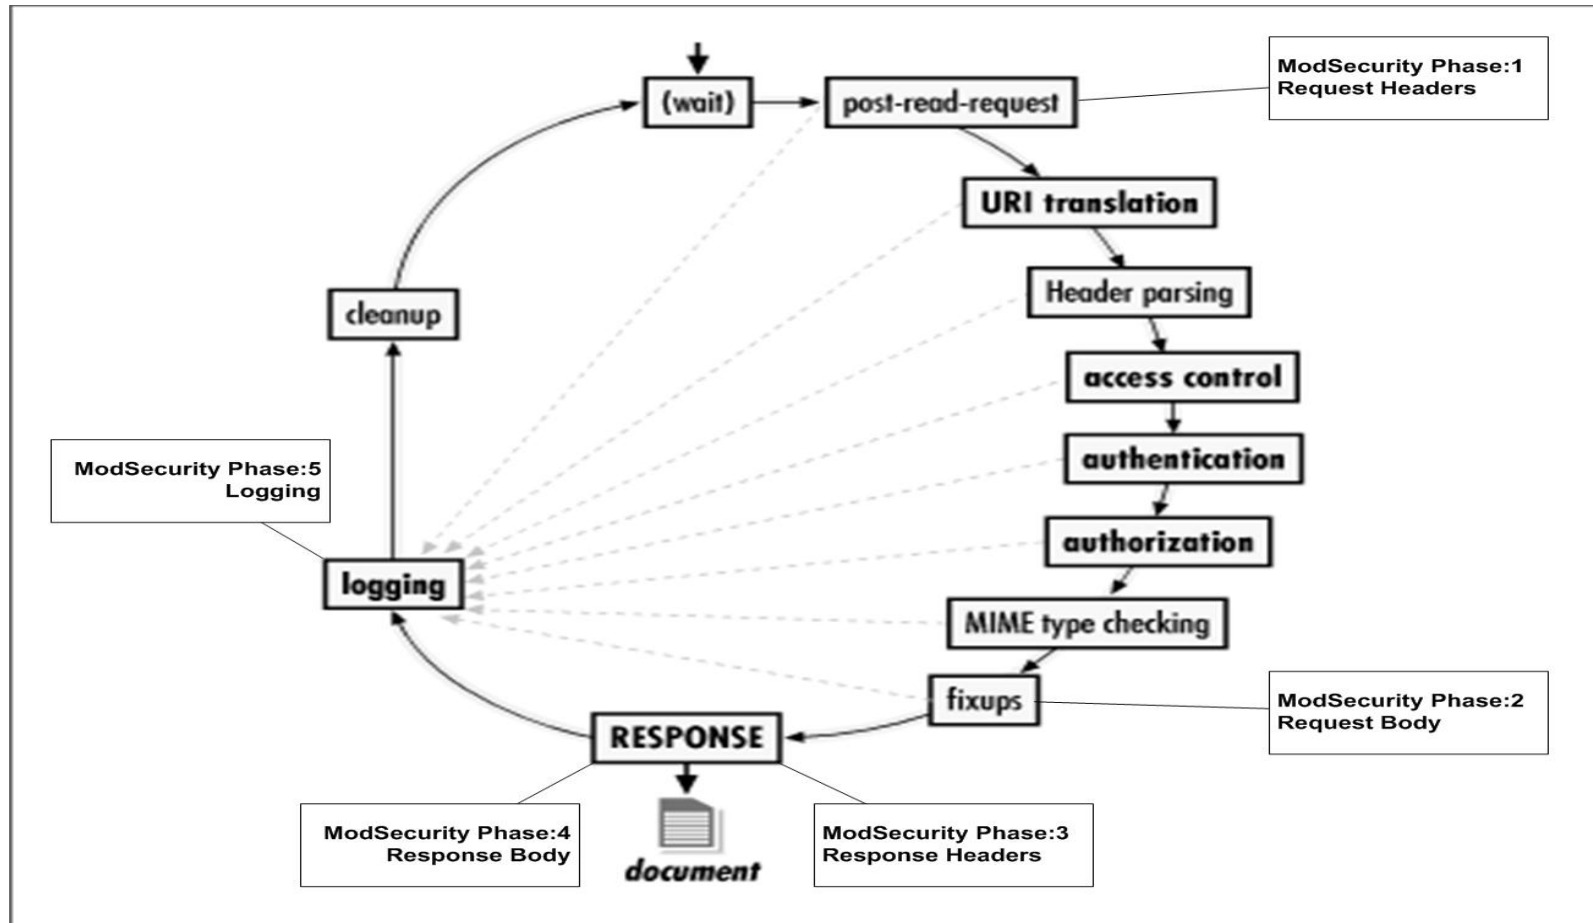 (wait)
post-read-request
ModSecurity Phase:1
Request Headers
URI translation
Header parsing
cleanup
access control
ModSecurity Phase:5
Logging
authentication
authorization
logging
MIME type checking
fixups
ModSecurity Phase:2
Request Body
RESPONSE
ModSecurity Phase:4
Response Body
document
ModSecurity Phase:3
Response Headers